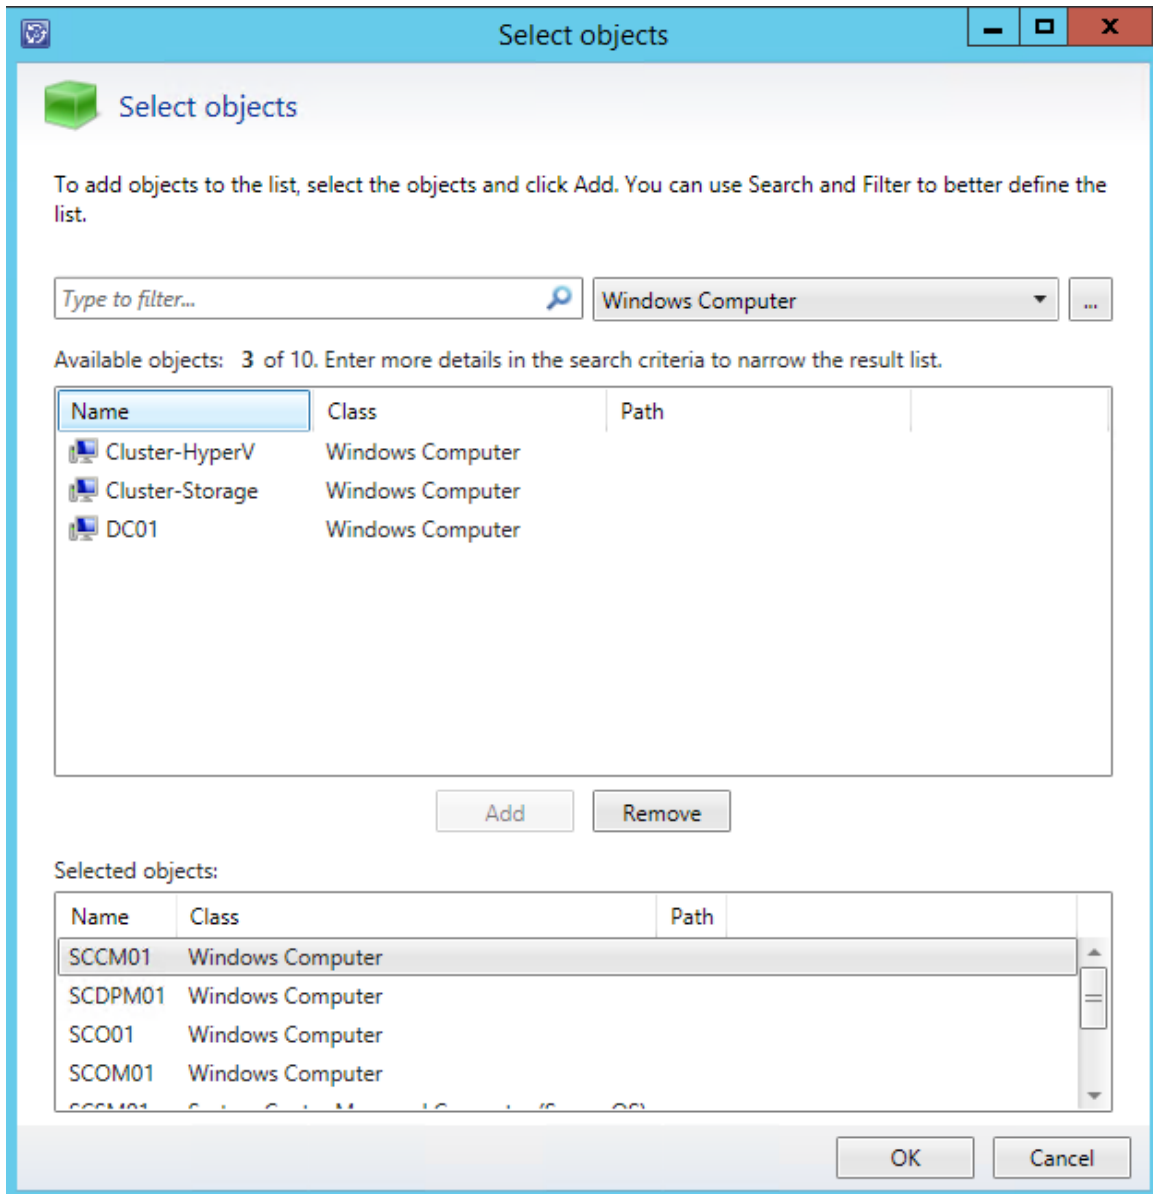 Select objects
X
Select objects
To add objects to the list, select the objects and click Add. You can use Search and Filter to better define the
list.
Type to filter...
Windows Computer
...
Available objects: 3 of 10. Enter more details in the search criteria to narrow the result list.
Name Class Path
Cluster-HyperV Windows Computer
Cluster-Storage Windows Computer
DC01 Windows Computer
Add Remove
Selected objects:
Name Class Path
SCCM01 Windows Computer
SCDPM01 Windows Computer
SCO01 Windows Computer
SCOM01 Windows Computer
OK Cancel